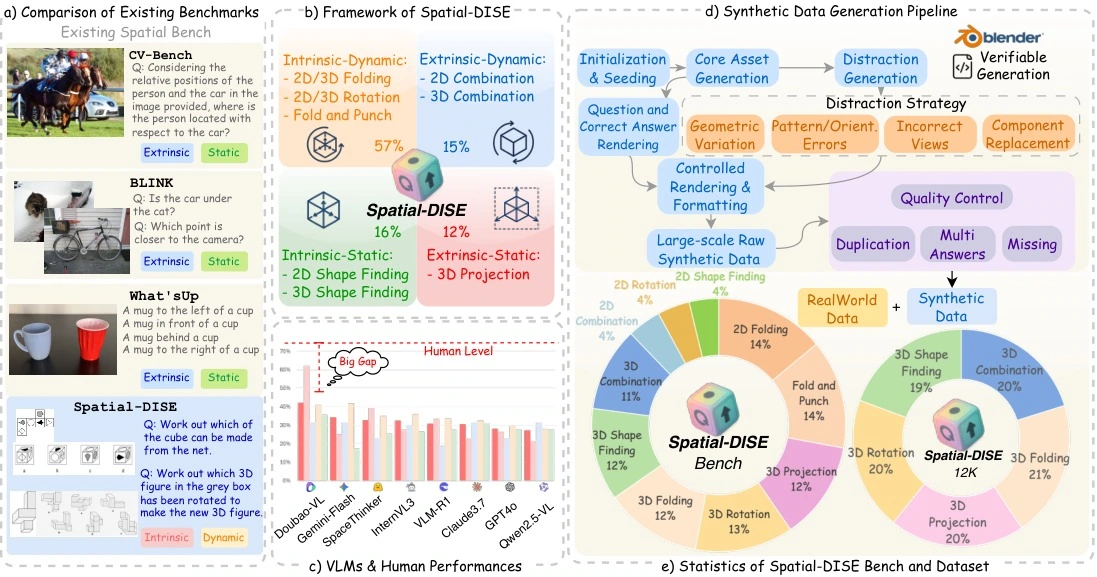 a) Comparison of Existing Benchmarks
Existing Spatial Bench
CV-Bench
Q: Considering the
relative positions of the
person and the car in the
image provided, where is
the person located with
respect to the car?
Extrinsic
Static
BLINK
Q: Is the car under
the cat?
Q: Which point is
closer to the camera?
Extrinsic
Static
What'sUp
A mug to the left of a cup
A mug in front of a cup
A mug behind a cup
A mug to the right of a cup
Extrinsic
Static
Spatial-DISE
Q: Work out which of
the cube can be made
from the net.
Q: Work out which 3D
figure in the grey box
has been rotated to
make the new 3D figure.
Intrinsic
Dynamic
b) Framework of Spatial-DISE
Intrinsic-Dynamic:
- 2D/3D Folding
- 2D/3D Rotation
- Fold and Punch
57%
Extrinsic-Dynamic:
- 2D Combination
- 3D Combination
15%
Q
Spatial-DISE
16%
Intrinsic-Static:
- 2D Shape Finding
- 3D Shape Finding
12%
Extrinsic-Static:
- 3D Projection
Human Level
Big Gap
70%
60%
50%
40%
30%
20%
10%
0%
Doubao-VL
Gemini-Flash
SpaceThinker
InternVL3
VLM-R1
Claude3.7
GPT4o
Qwen2.5-VL
c) VLMs & Human Performances
d) Synthetic Data Generation Pipeline
blender
Verifiable
Generation
Initialization
& Seeding
Core Asset
Generation
Distraction
Generation
Question and
Correct Answer
Rendering
Distraction Strategy
Geometric
Variation
Pattern/Orient.
Errors
Incorrect
Views
Component
Replacement
Controlled
Rendering &
Formatting
Large-scale Raw
Synthetic Data
Quality Control
Duplication
Multi
Answers
Missing
RealWorld
Data
+
Synthetic
Data
2D Shape Finding
4%
2D Rotation
4%
2D
Combination
4%
3D
Combination
11%
3D Shape
Finding
12%
3D Folding
12%
3D Rotation
13%
3D Projection
12%
Fold and
Punch
14%
2D Folding
14%
Q
Spatial-DISE
Bench
3D Shape
Finding
19%
3D
Combination
20%
3D Rotation
20%
3D Folding
21%
3D
Projection
20%
Q
Spatial-DISE
12K
e) Statistics of Spatial-DISE Bench and Dataset